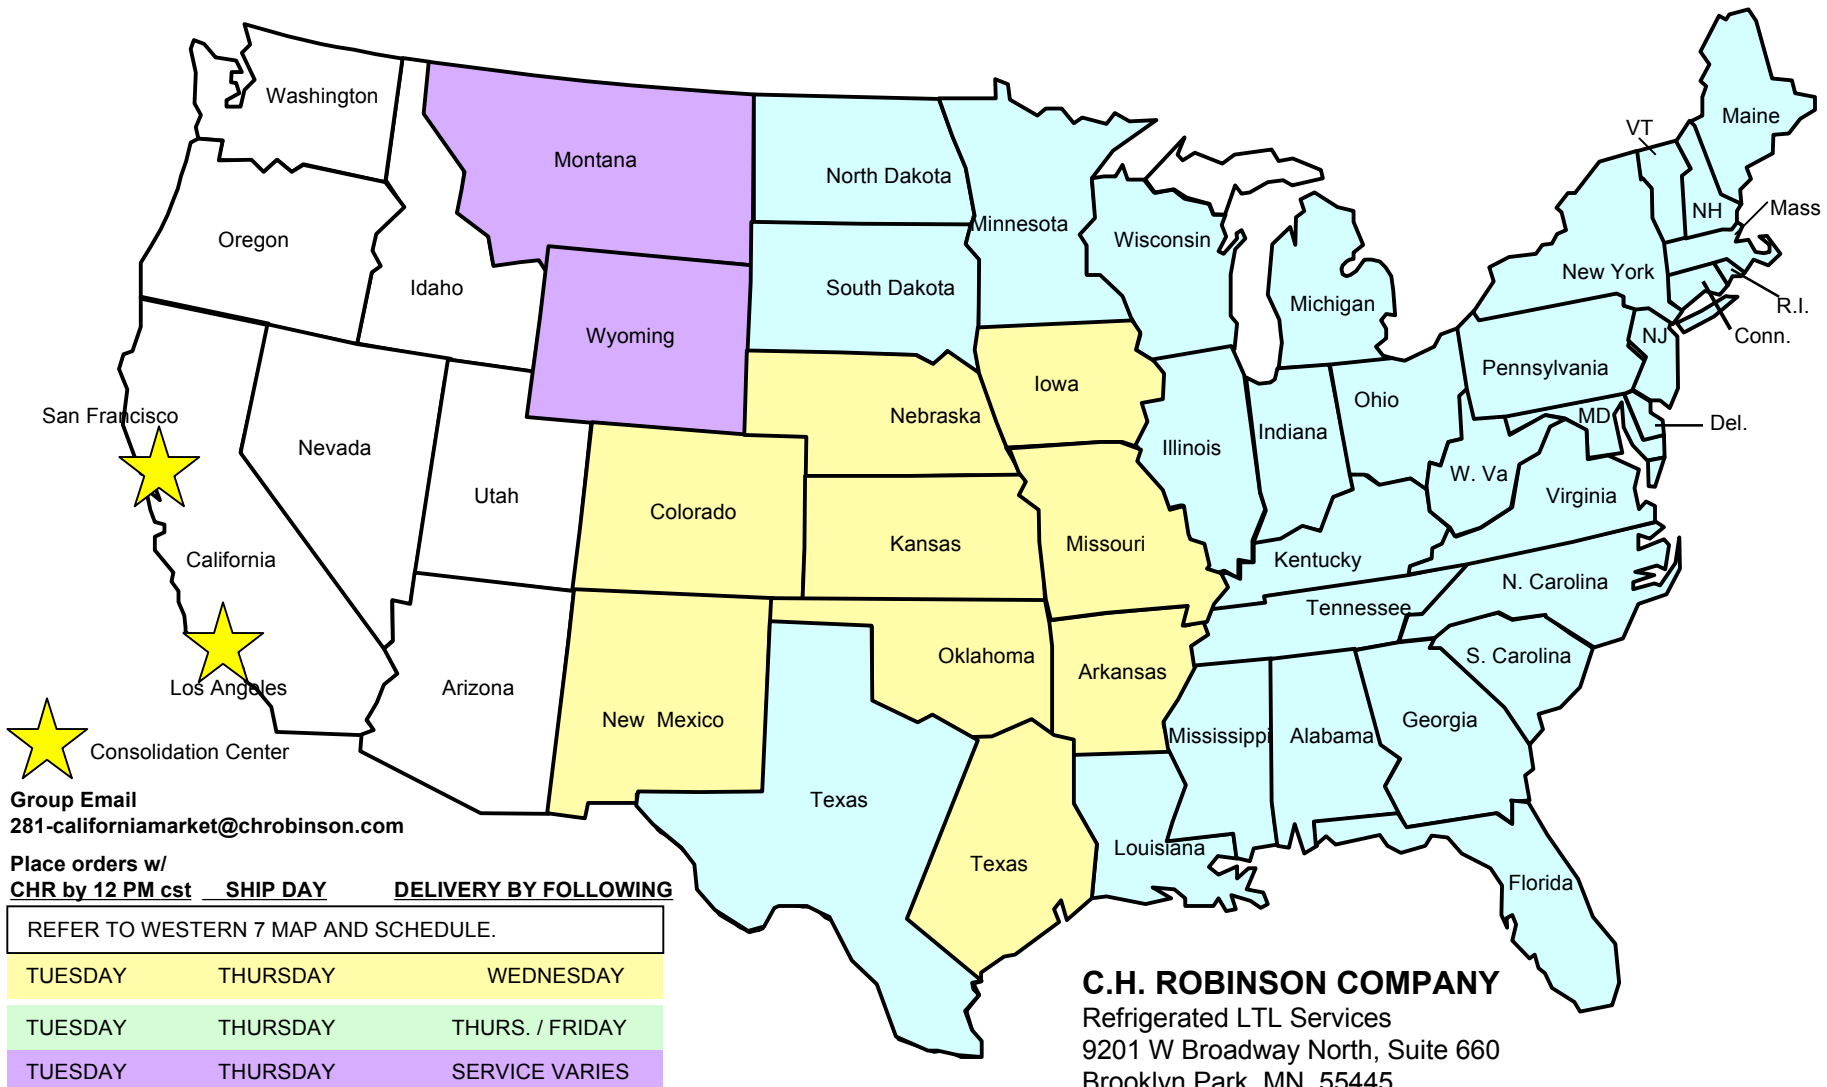 Washington
Montana
North Dakota
Minnesota
Wisconsin
Michigan
Maine
VT
NH
Mass
New York
R.I.
Conn.
NJ
Oregon
Idaho
Wyoming
South Dakota
Iowa
Nebraska
Illinois
Indiana
Ohio
Pennsylvania
MD
Del.
W. Va
Virginia
San Francisco
Nevada
Utah
Colorado
Kansas
Missouri
Kentucky
N. Carolina
Tennessee
S. Carolina
California
Los Angeles
Arizona
New Mexico
Oklahoma
Arkansas
Mississippi
Alabama
Georgia
Texas
Texas
Louisiana
Florida
Consolidation Center
Group Email
281-californiamarket@chrobinson.com
Place orders w/
CHR by 12 PM cst SHIP DAY DELIVERY BY FOLLOWING
REFER TO WESTERN 7 MAP AND SCHEDULE.
TUESDAY THURSDAY WEDNESDAY
TUESDAY THURSDAY THURS. / FRIDAY
TUESDAY THURSDAY SERVICE VARIES
C.H. ROBINSON COMPANY
Refrigerated LTL Services
9201 W Broadway North, Suite 660
Brooklyn Park, MN 55445